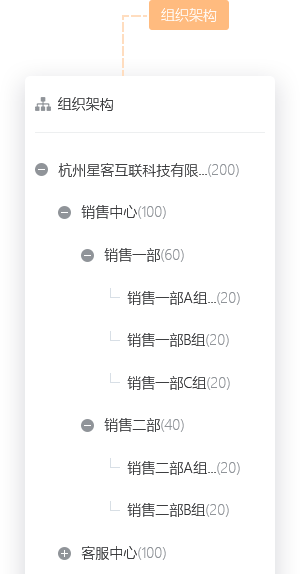 组织架构
组织架构
杭州星客互联科技有限...(200)
销售中心(100)
销售一部(60)
销售一部A组...(20)
销售一部B组(20)
销售一部C组(20)
销售二部(40)
销售二部A组...(20)
销售二部B组(20)
客服中心(100)